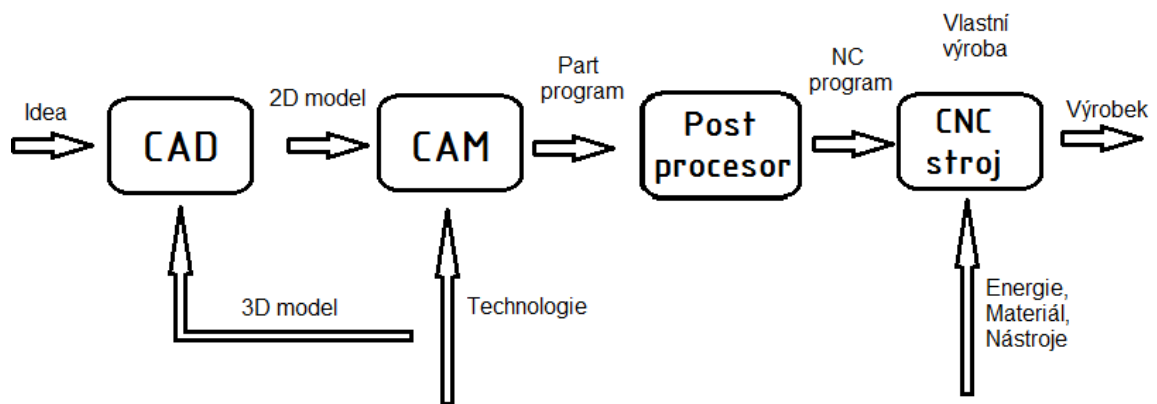 Idea
CAD
2D model
CAM
Part
program
Post
procesor
NC
program
Vlastní
výroba
CNC
stroj
Výrobek
3D model
Technologie
Energie,
Materiál,
Nástroje